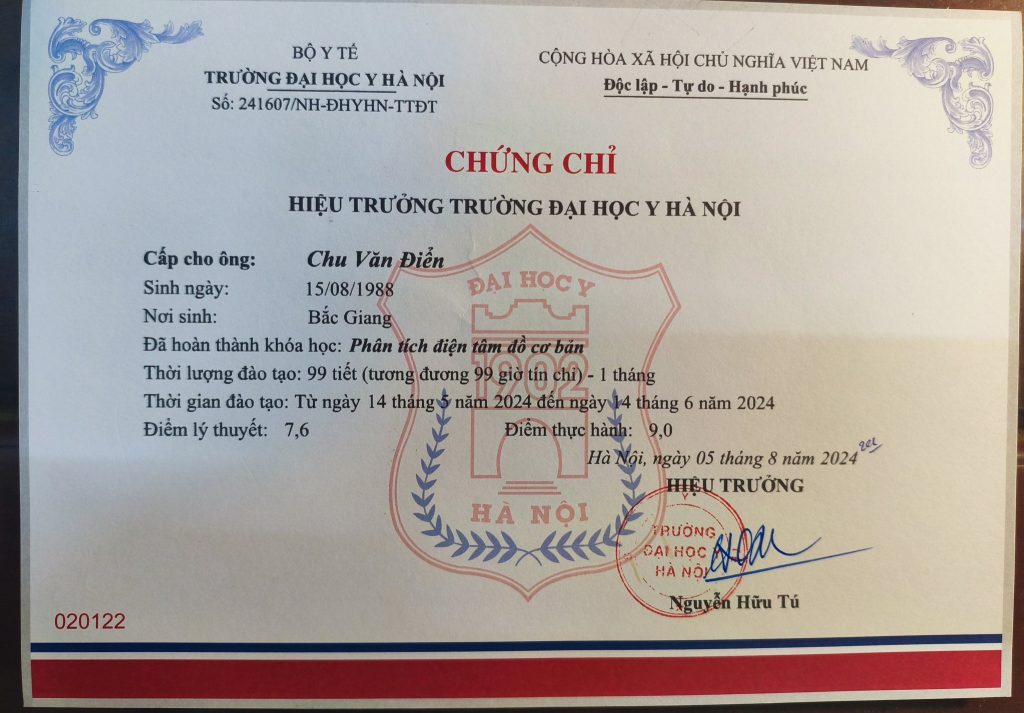 BỘ Y TẾ
TRƯỜNG ĐẠI HỌC Y HÀ NỘI
Số: 241607/NH-ĐHYHN-TTĐT
CỘNG HÒA XÃ HỘI CHỦ NGHĨA VIỆT NAM
Độc lập - Tự do - Hạnh phúc
CHỨNG CHỈ
HIỆU TRƯỞNG TRƯỜNG ĐẠI HỌC Y HÀ NỘI
Cấp cho ông: Chu Văn Điển
Sinh ngày: 15/08/1988
Nơi sinh: Bắc Giang
Đã hoàn thành khóa học: Phân tích điện tâm đồ cơ bản
Thời lượng đào tạo: 99 tiết (tương đương 99 giờ tín chỉ) - 1 tháng
Thời gian đào tạo: Từ ngày 14 tháng 5 năm 2024 đến ngày 14 tháng 6 năm 2024
Điểm lý thuyết: 7,6 Điểm thực hành: 9,0
Hà Nội, ngày 05 tháng 8 năm 2024
HIỆU TRƯỞNG
TRƯỜNG
ĐẠI HỌC
HÀ NỘI
Nguyễn Hữu Tú
020122
ĐẠI HỌC Y
1902
HÀ NỘI